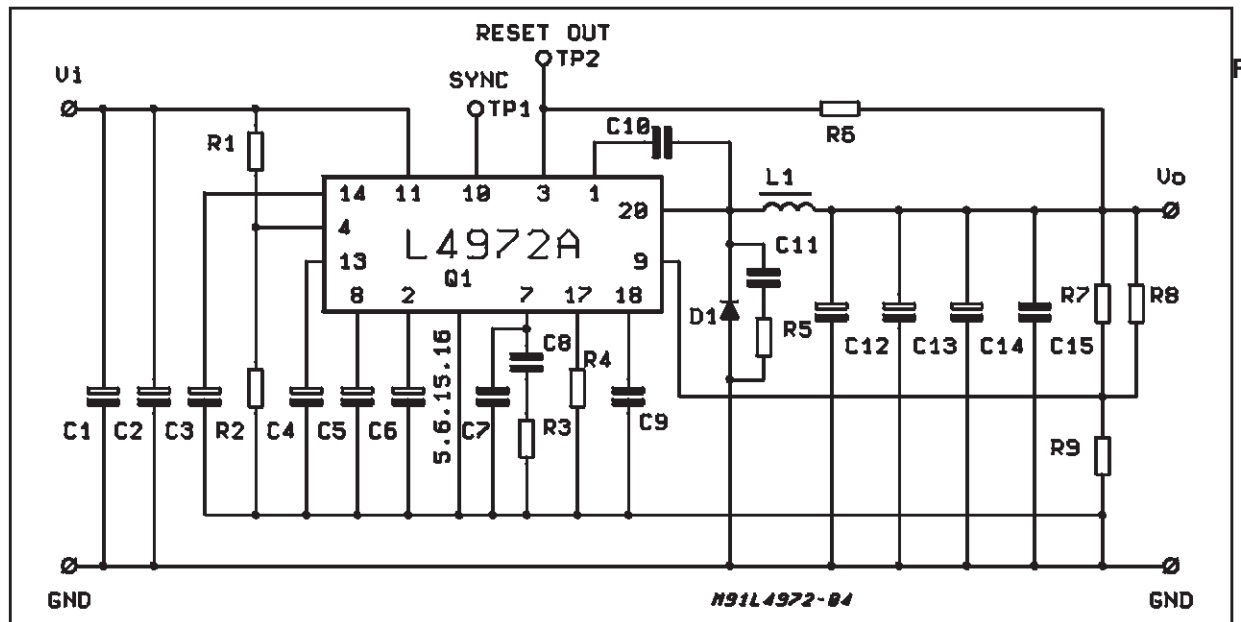 RESET OUT
TP2
Vi
SYNC
TP1
R6
C10
R1
L1
Vo
14
11
10
3
1
20
4
L4972A
13
Q1
9
8
2
7
17
18
C11
D1
R5
R7
R8
C8
R4
5.6.15.16
C12
C13
C14
C15
C1
C2
C3
R2
C4
C5
C6
C7
R3
C9
R9
GND
M91L4972-04
GND